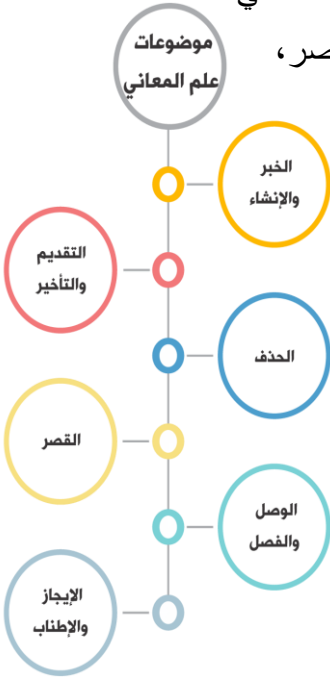 موضوعات
علم المعاني
الخبر
والإنشاء
التقديم
والتأخير
الحذف
القصر
الوصل
والفصل
الإيجاز
والإطناب